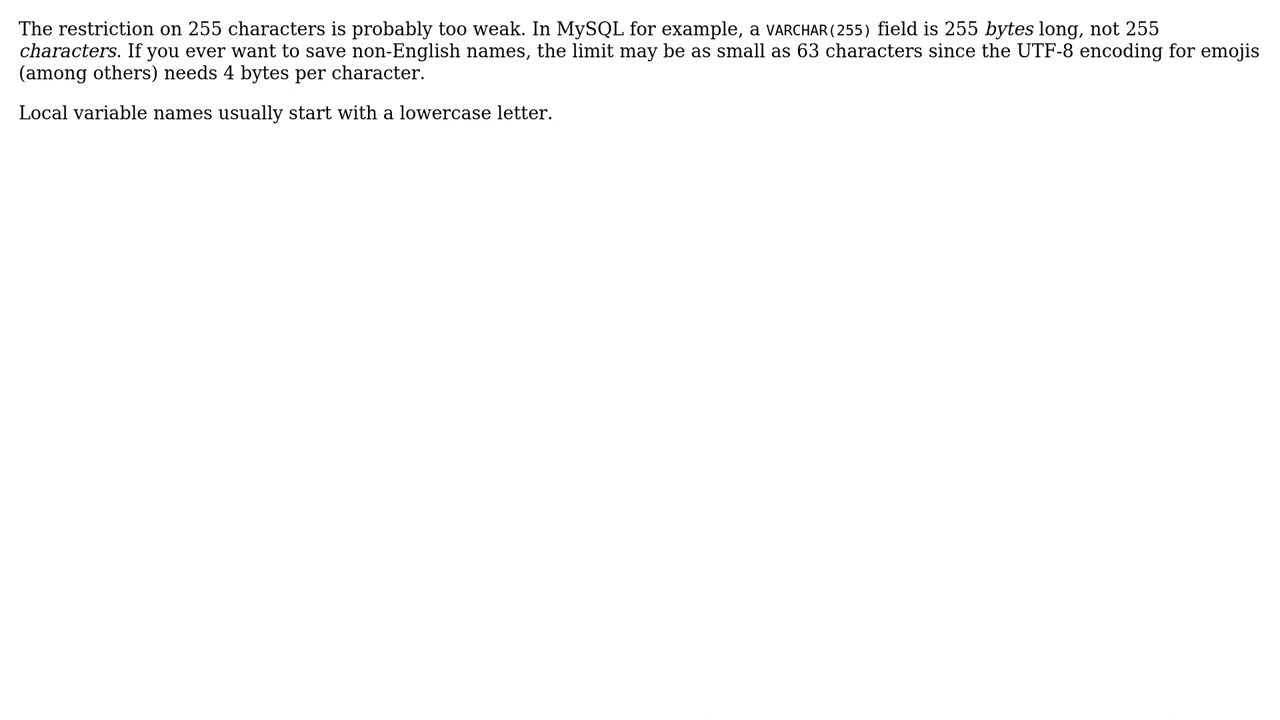 The restriction on 255 characters is probably too weak. In MySQL for example, a VARCHAR(255) field is 255 bytes long, not 255
characters. If you ever want to save non-English names, the limit may be as small as 63 characters since the UTF-8 encoding for emojis
(among others) needs 4 bytes per character.
Local variable names usually start with a lowercase letter.